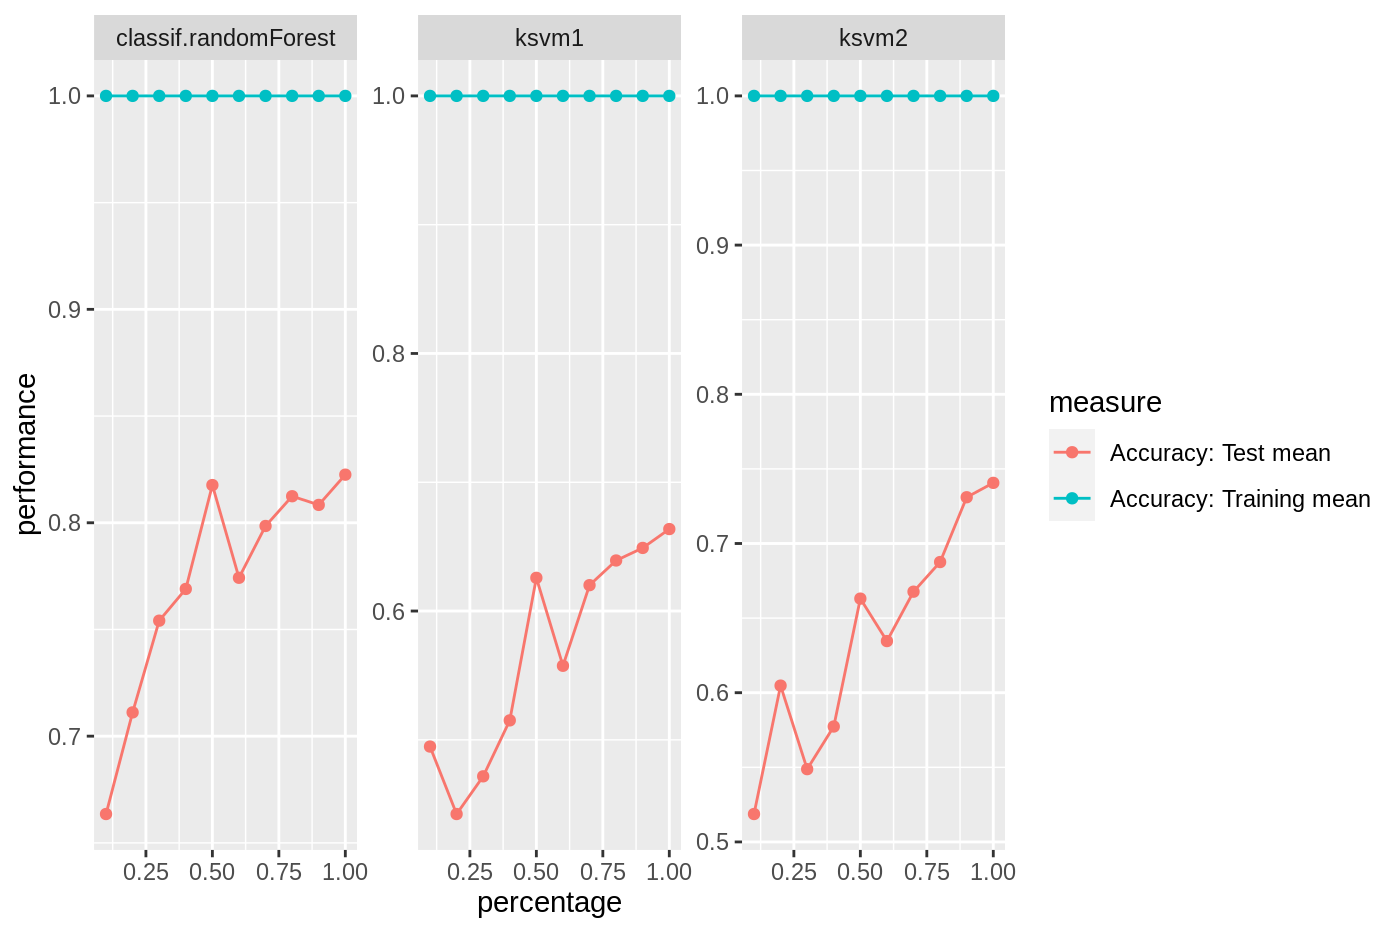 classif.randomForest
ksvm1
ksvm2
performance
1.0
0.9
0.8
0.7
1.0
0.8
0.6
1.0
0.9
0.8
0.7
0.6
0.5
0.25 0.50 0.75 1.00
0.25 0.50 0.75 1.00
0.25 0.50 0.75 1.00
percentage
measure
Accuracy: Test mean
Accuracy: Training mean